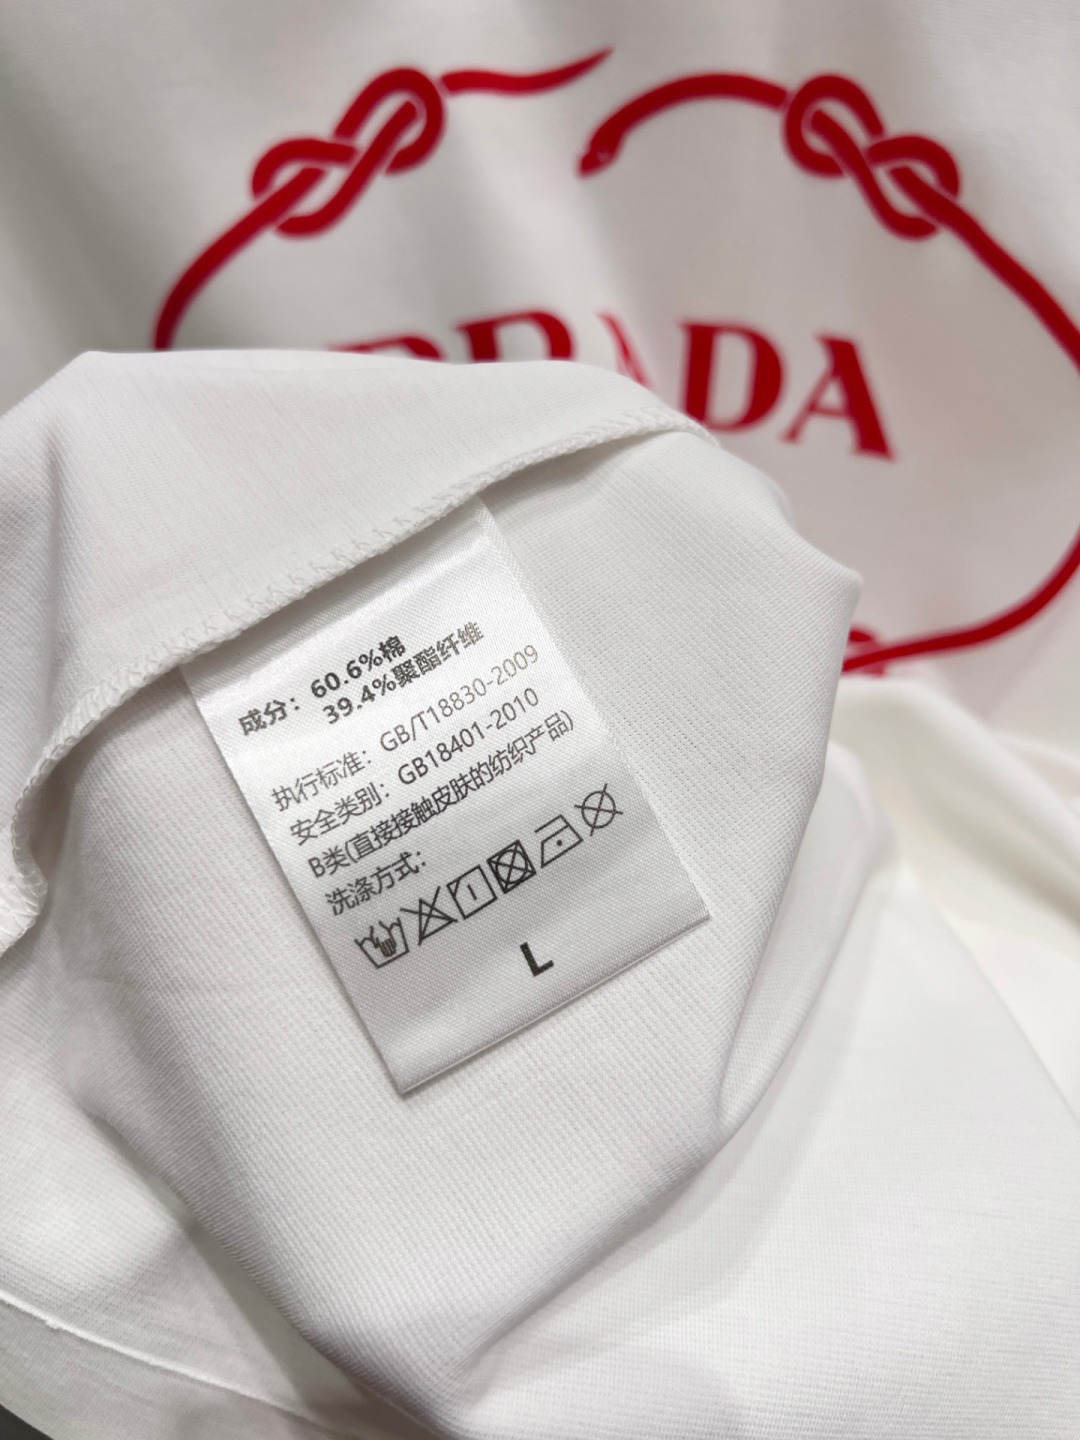 PRADA
成分：60.6%棉
39.4%聚酯纤维
执行标准：GB/T18830-2009
安全类别：GB18401-2010
B类(直接接触皮肤的纺织产品)
洗涤方式：
L